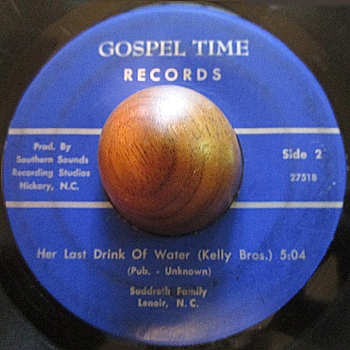 GOSPEL TIME
RECORDS
Prod. By
Southern Sounds
Recording Studios
Hickory, N.C.
Side 2
27518
Her Last Drink Of Water (Kelly Bros.) 5:04
(Pub. - Unknown)
Suddreth Family
Lenoir, N. C.